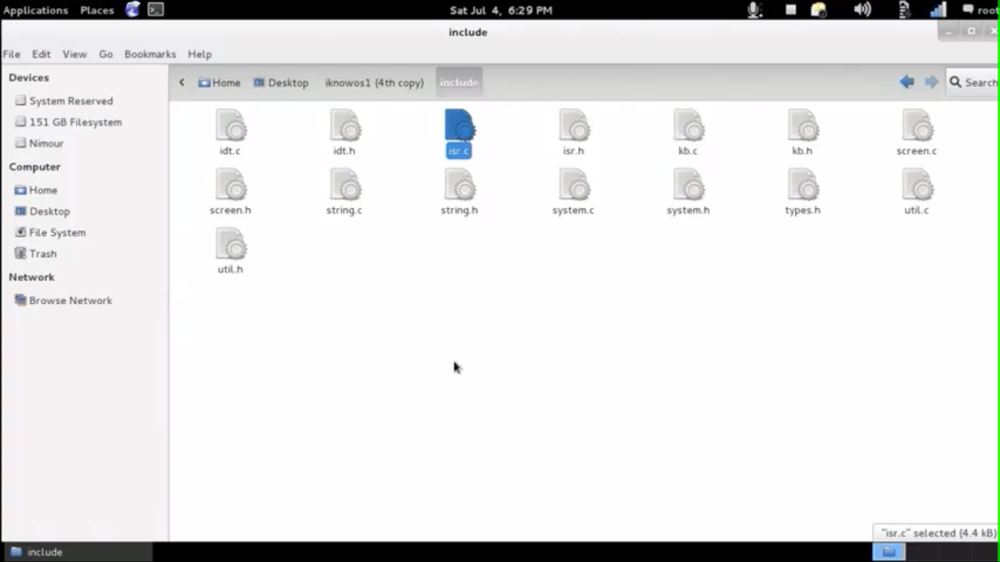 Applications Places Sat Jul 4, 6:29 PM root
include
File Edit View Go Bookmarks Help
Devices
System Reserved
151 GB Filesystem
Nimour
Computer
Home
Desktop
File System
Trash
Network
Browse Network
Home Desktop iknowos1 (4th copy) include Search
idt.c idt.h isr.c isr.h kb.c kb.h screen.c
screen.h string.c string.h system.c system.h types.h util.c
util.h
"isr.c" selected (4.4 kB)
include